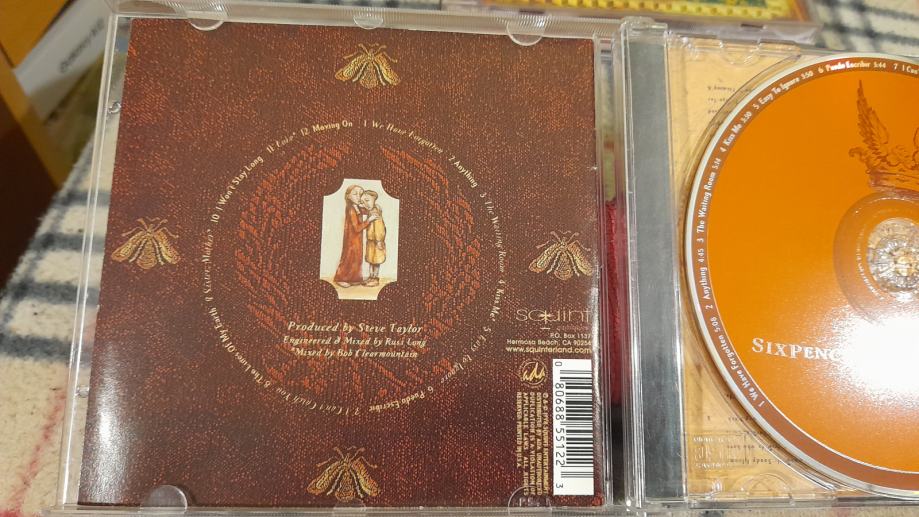 1 We Have Forgotten 2 Anything 3 The Waiting Room 4 Kiss Me 5 Easy to Ignore 6 Puedo Escribir 7 I Can't Catch You 8 The Lines Of My Earth 9 Sister, Mother* 10 I Won't Stay Long 11 Love* 12 Moving On
Produced by Steve Taylor
Engineered & Mixed by Russ Long
*Mixed by Bob Clearmountain
squint
P.O. Box 1137
Hermosa Beach, CA 90254
www.squinterland.com
0 80688 55122 3
1 We Have Forgotten 5:06 2 Anything 4:45 3 The Waiting Room 5:14 4 Kiss Me 3:30 5 Easy To Ignore 3:50 6 Puedo Escribir 5:44 7 I Can'
SIXPENC